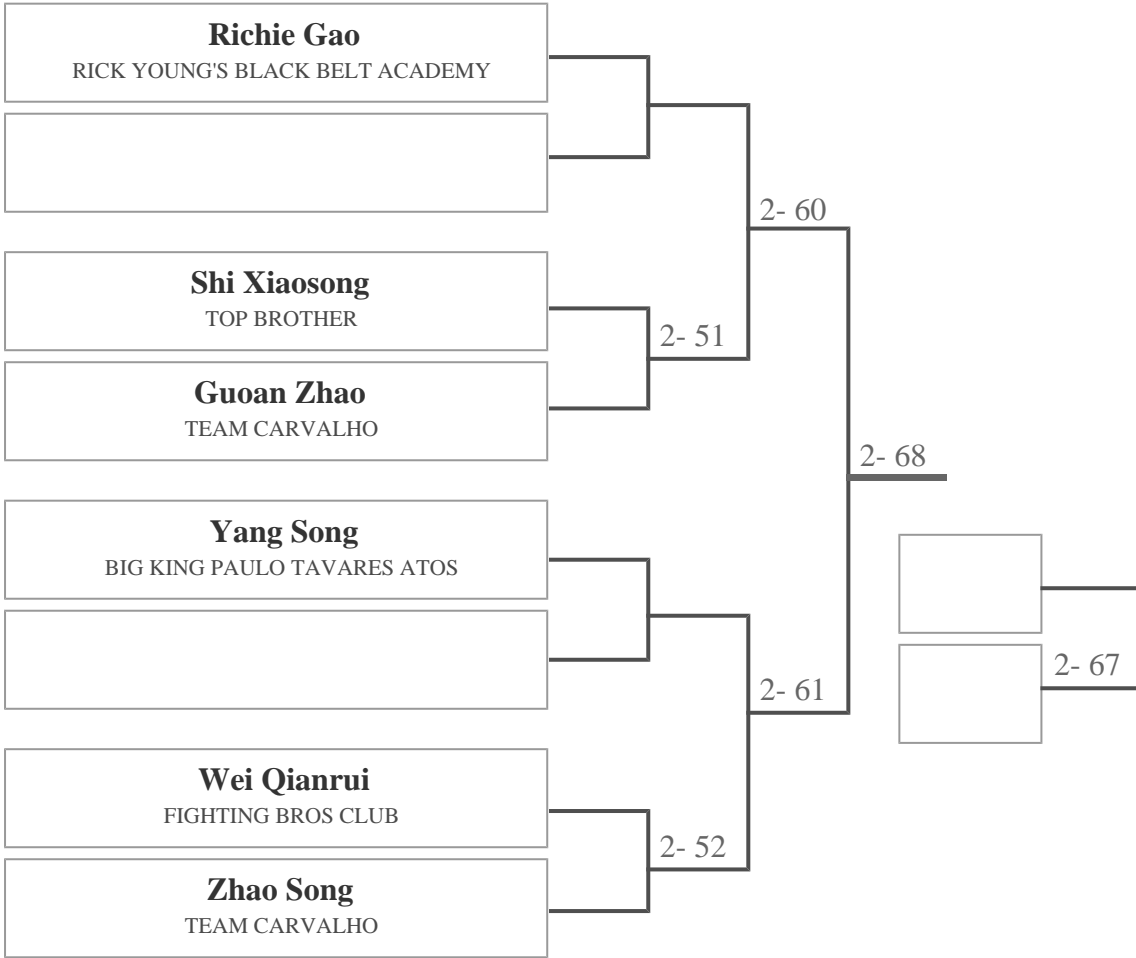 Richie Gao
RICK YOUNG'S BLACK BELT ACADEMY
2- 60
Shi Xiaosong
TOP BROTHER
2- 51
Guoan Zhao
TEAM CARVALHO
2- 68
Yang Song
BIG KING PAULO TAVARES ATOS
2- 61
2- 67
Wei Qianrui
FIGHTING BROS CLUB
2- 52
Zhao Song
TEAM CARVALHO